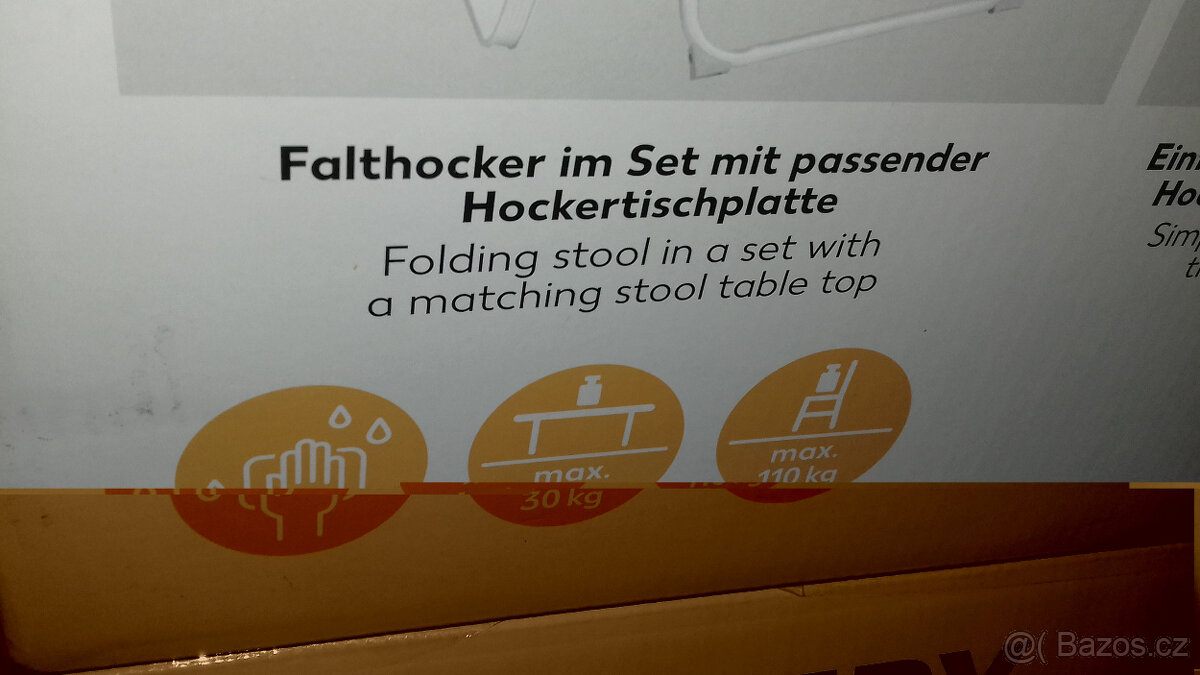 Falthocker im Set mit passender
Hockertischplatte
Folding stool in a set with
a matching stool table top
max.
30 kg
max.
110 kg
@( Bazos.cz